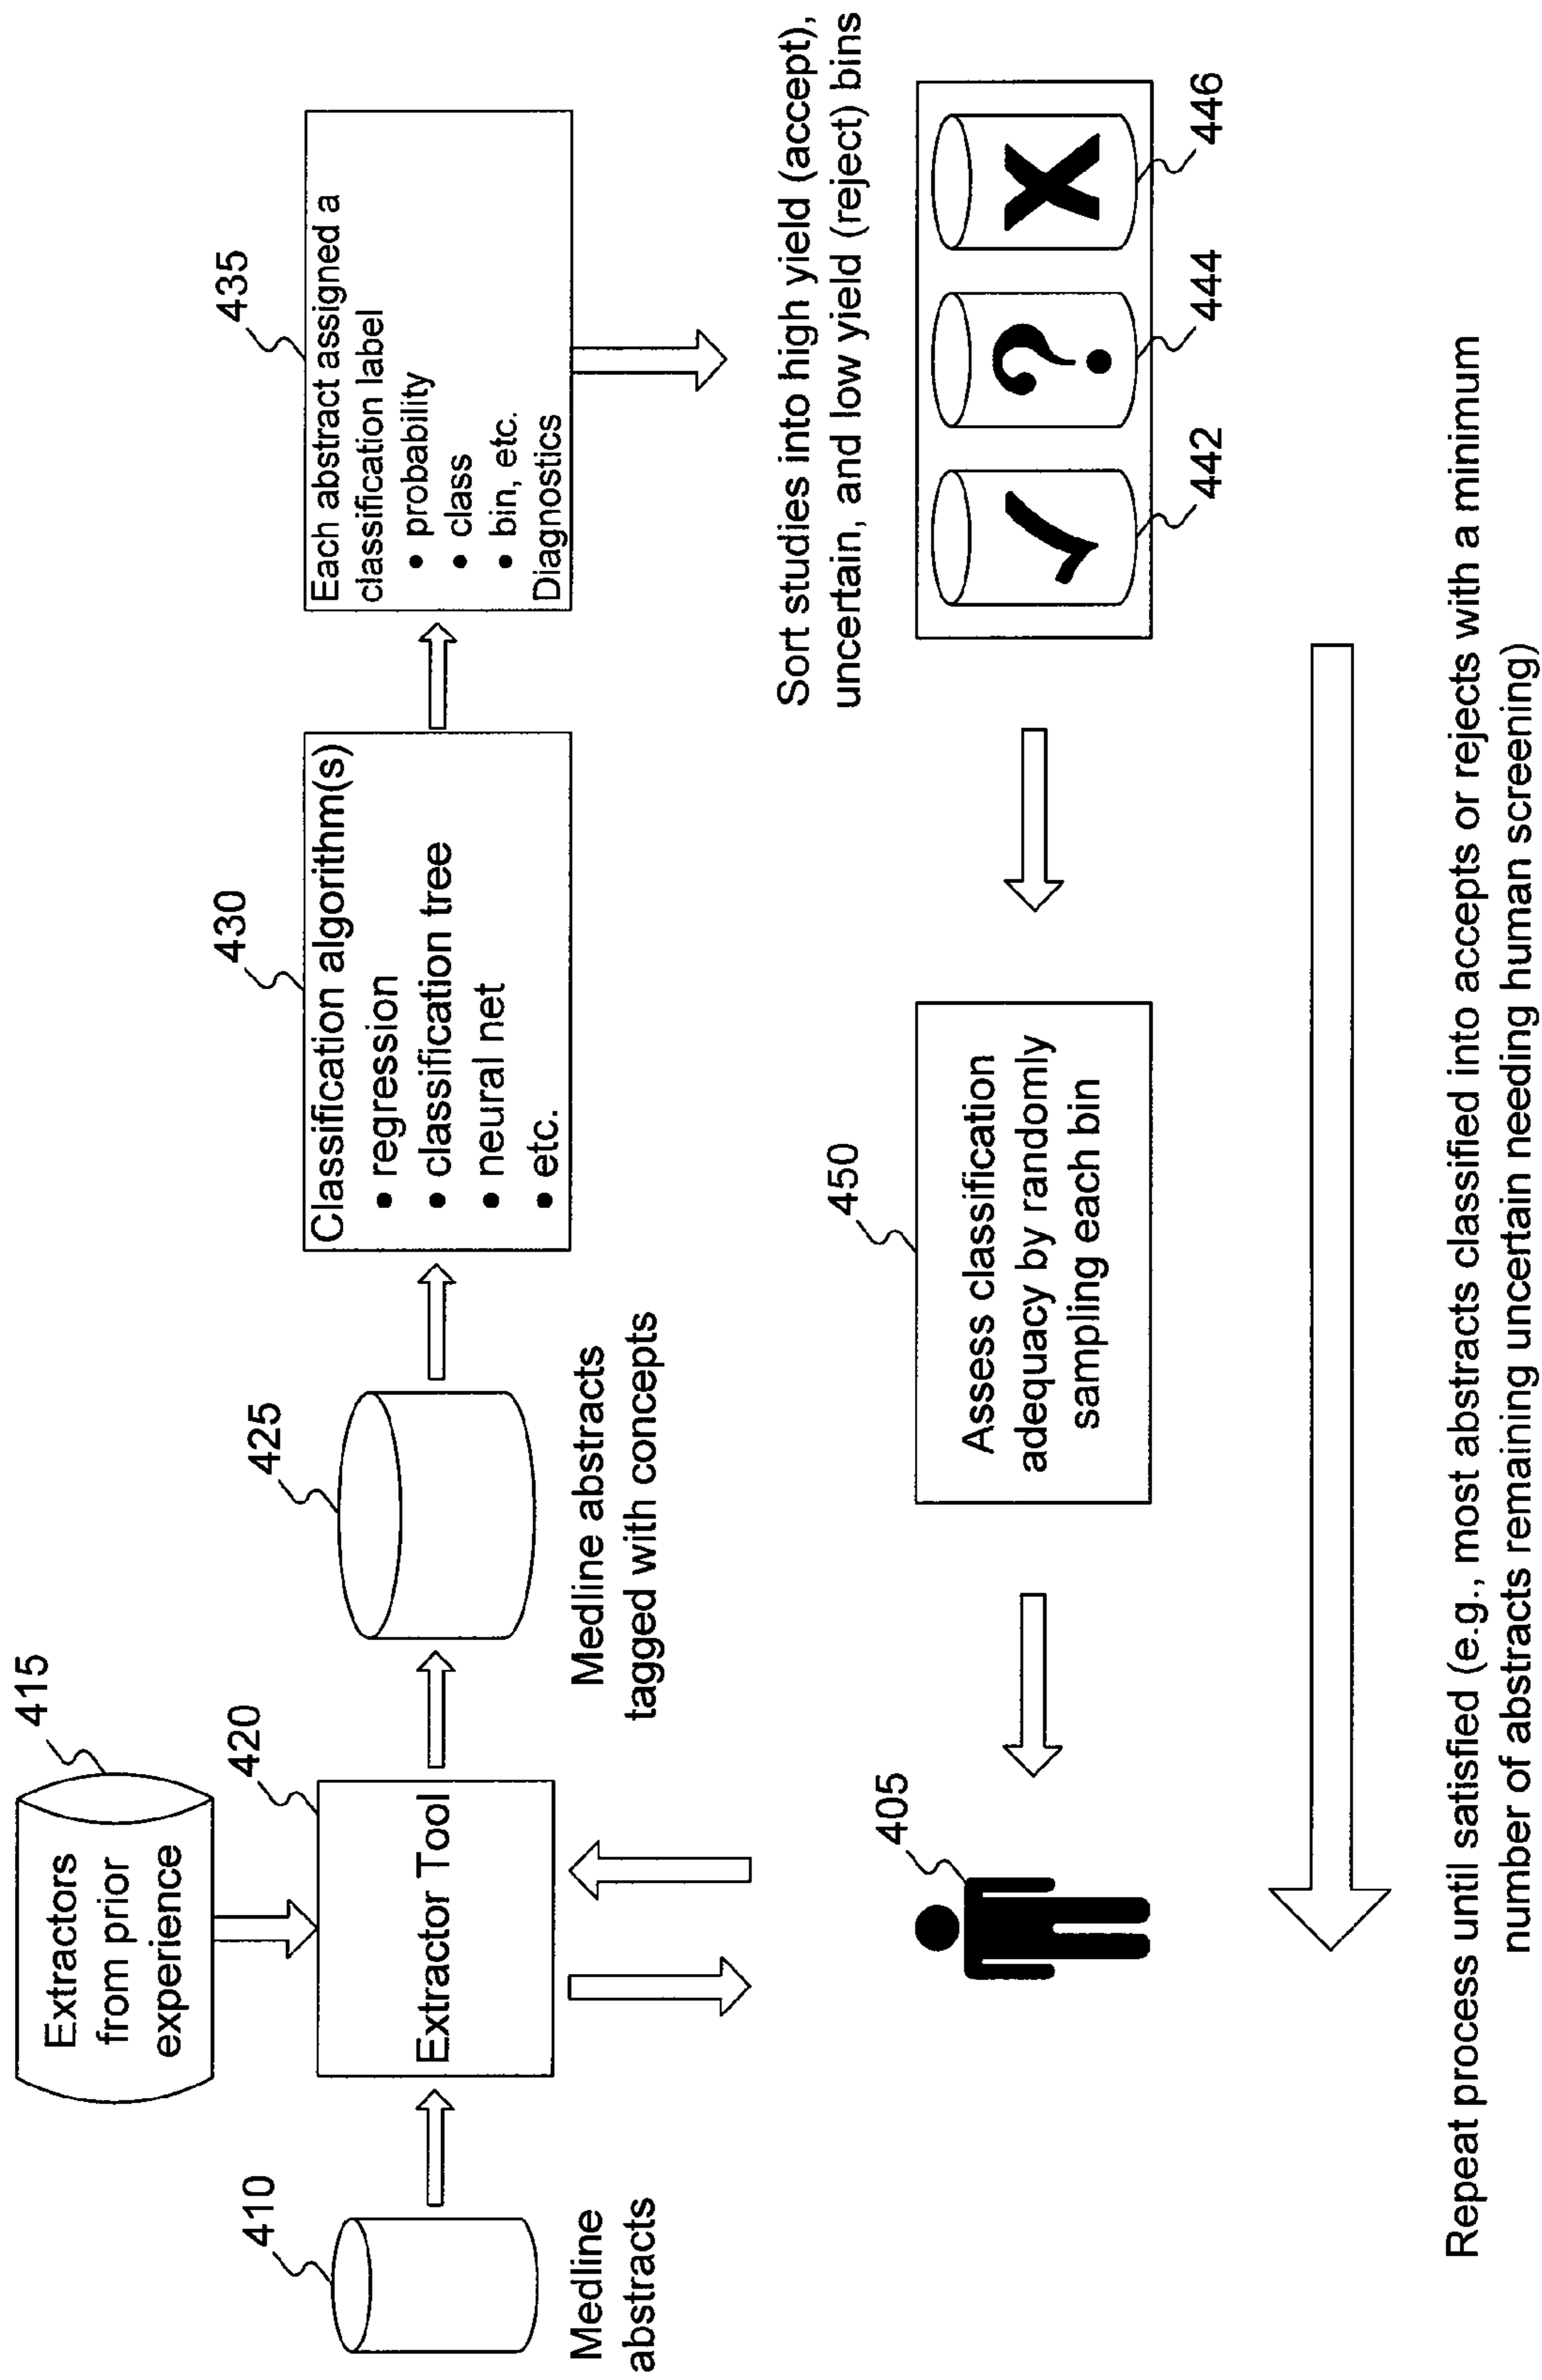 415
Extractors
from prior
experience
410
420
425
430
435
Extractor Tool
Classification algorithm(s)
• regression
• classification tree
• neural net
• etc.
Each abstract assigned a
classification label
• probability
• class
• bin, etc.
Diagnostics
Medline
abstracts
Medline abstracts
tagged with concepts
Sort studies into high yield (accept),
uncertain, and low yield (reject) bins
405
450
Assess classification
adequacy by randomly
sampling each bin
?
X
442
444
446
Repeat process until satisfied (e.g., most abstracts classified into accepts or rejects with a minimum
number of abstracts remaining uncertain needing human screening)